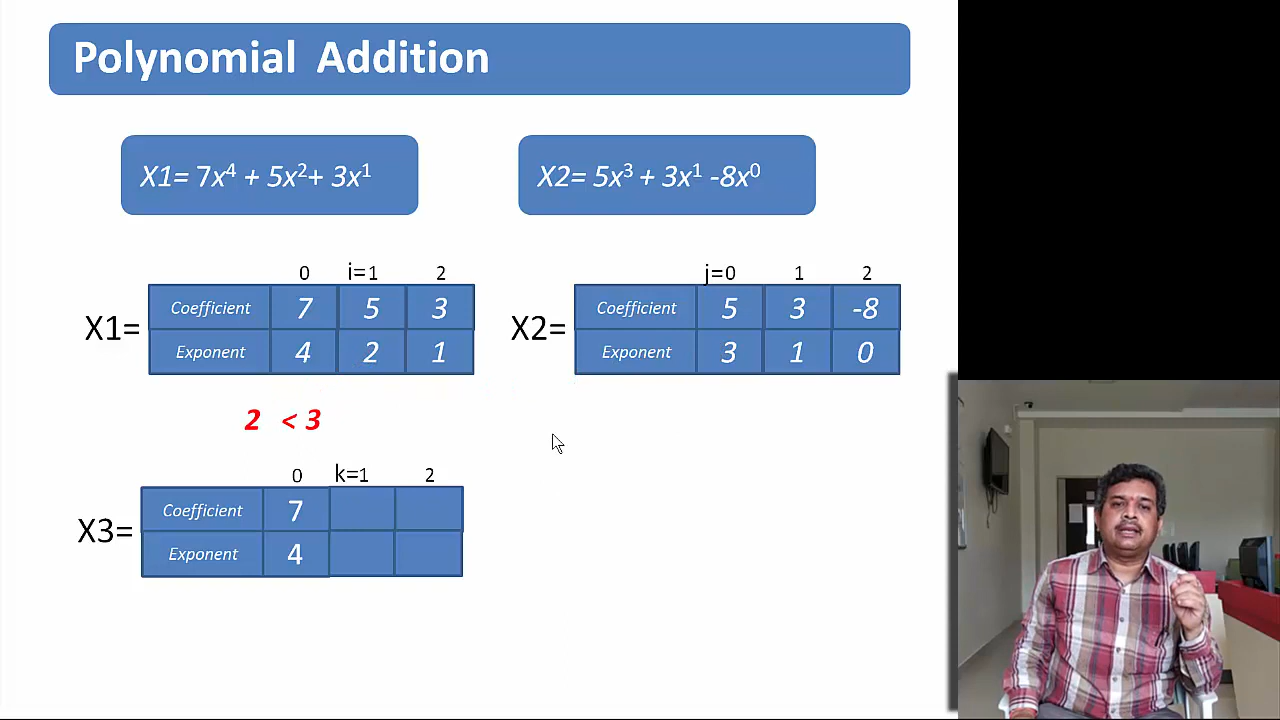 Polynomial Addition
X1= 7x⁴ + 5x²+ 3x¹
X2= 5x³ + 3x¹ -8x⁰
0 i=1 2
X1=
Coefficient 7 5 3
Exponent 4 2 1
j=0 1 2
X2=
Coefficient 5 3 -8
Exponent 3 1 0
2 < 3
0 k=1 2
X3=
Coefficient 7
Exponent 4